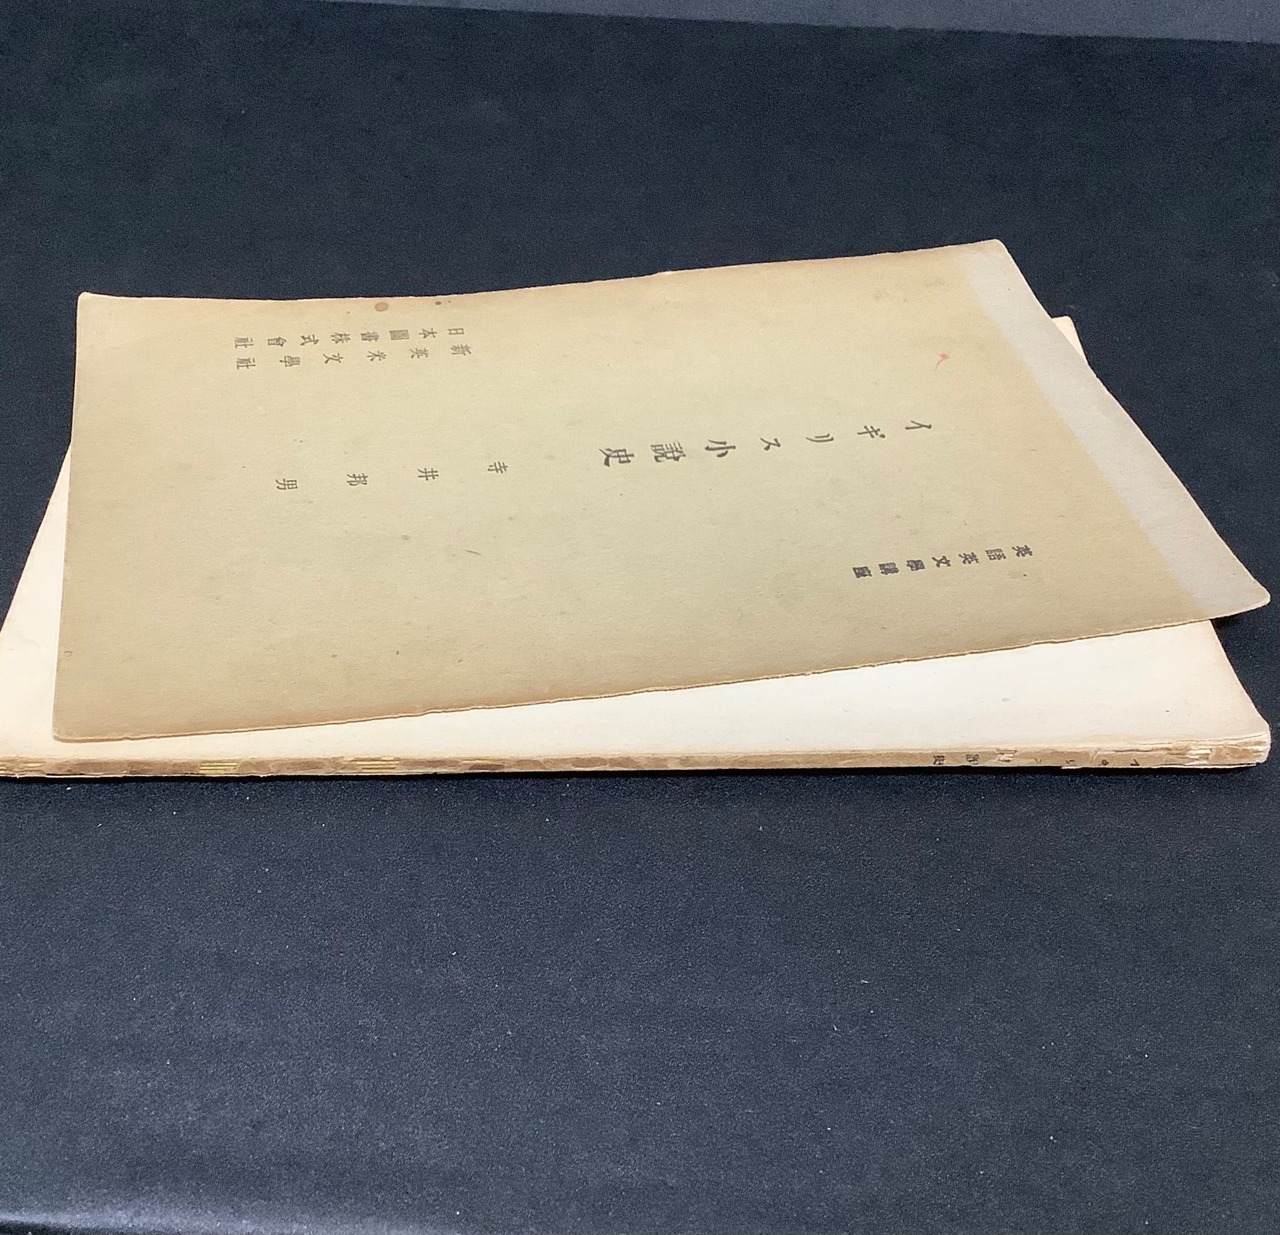 英語英文學講座
イギリス小說史
寺井邦男
新英米文學社
日本圖書株式會社